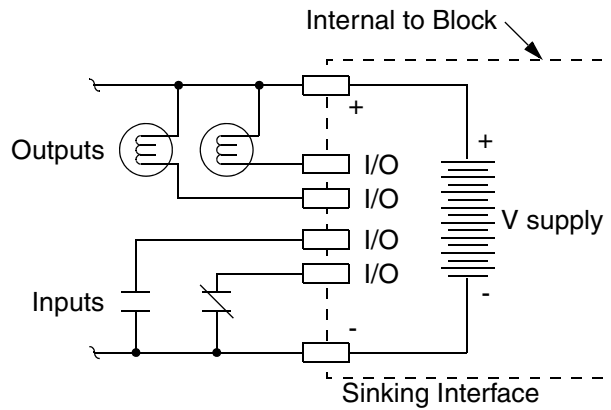 Internal to Block
+
Outputs
I/O
I/O
+
V supply
I/O
I/O
Inputs
-
-
Sinking Interface